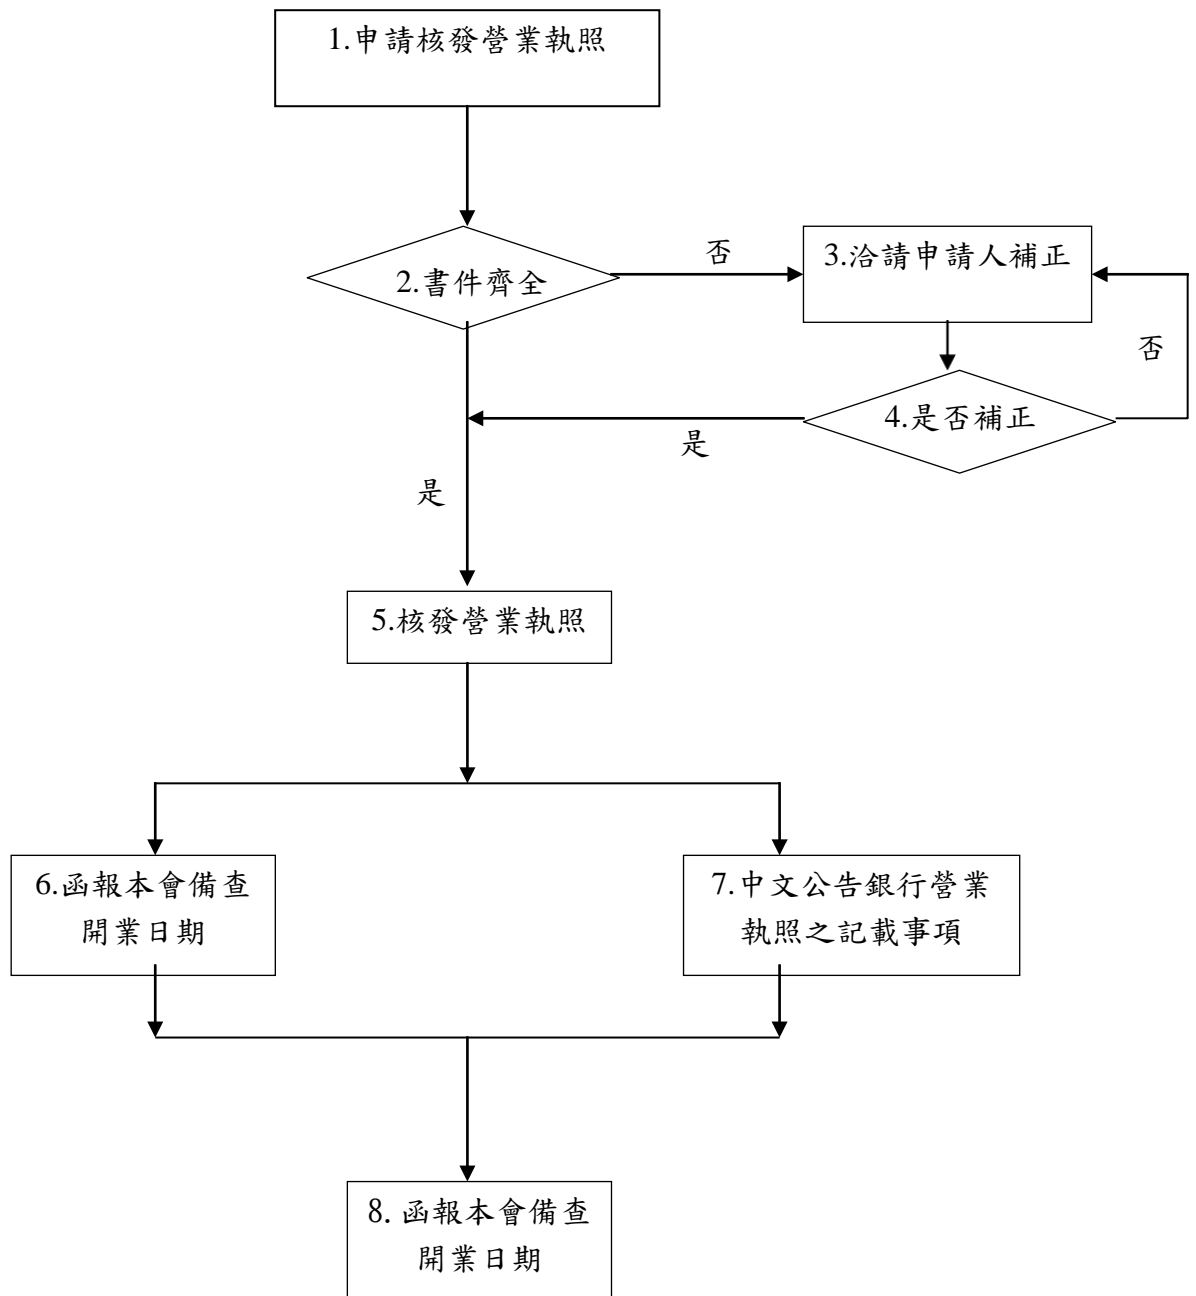 1.申請核發營業執照
2.書件齊全
否
3.洽請申請人補正
否
4.是否補正
是
是
5.核發營業執照
6.函報本會備查
開業日期
7.中文公告銀行營業
執照之記載事項
8. 函報本會備查
開業日期